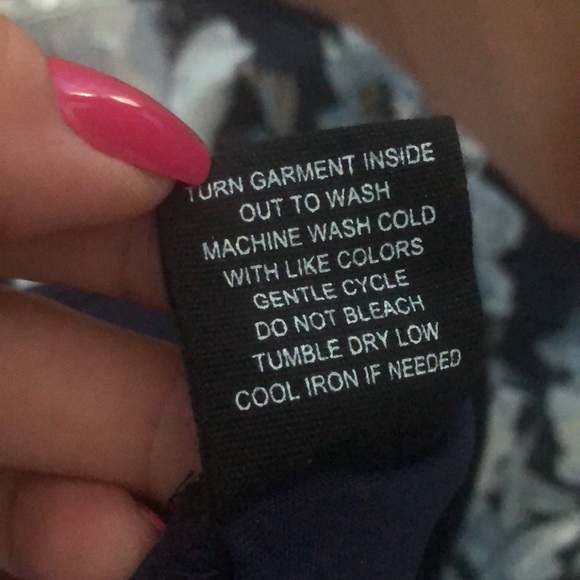 TURN GARMENT INSIDE
OUT TO WASH
MACHINE WASH COLD
WITH LIKE COLORS
GENTLE CYCLE
DO NOT BLEACH
TUMBLE DRY LOW
COOL IRON IF NEEDED